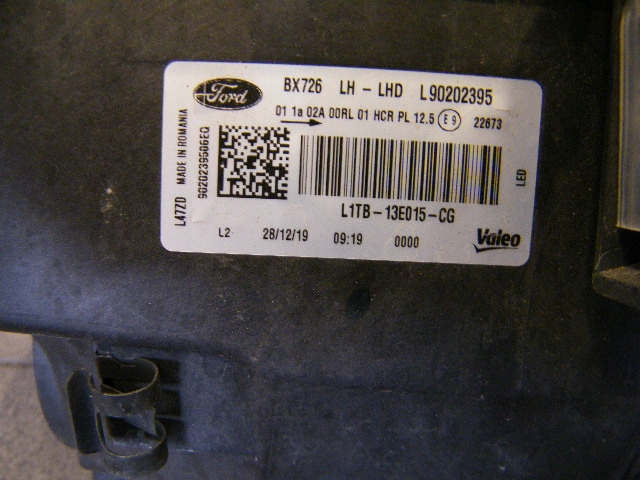 Ford BX726 LH - LHD L90202395
01 1a 02A 00RL 01 HCR PL 12.5 E9 22673
L47ZD MADE IN ROMANIA
9020239506EQ
LED
L1TB-13E015-CG
L2 28/12/19 09:19 0000 Valeo